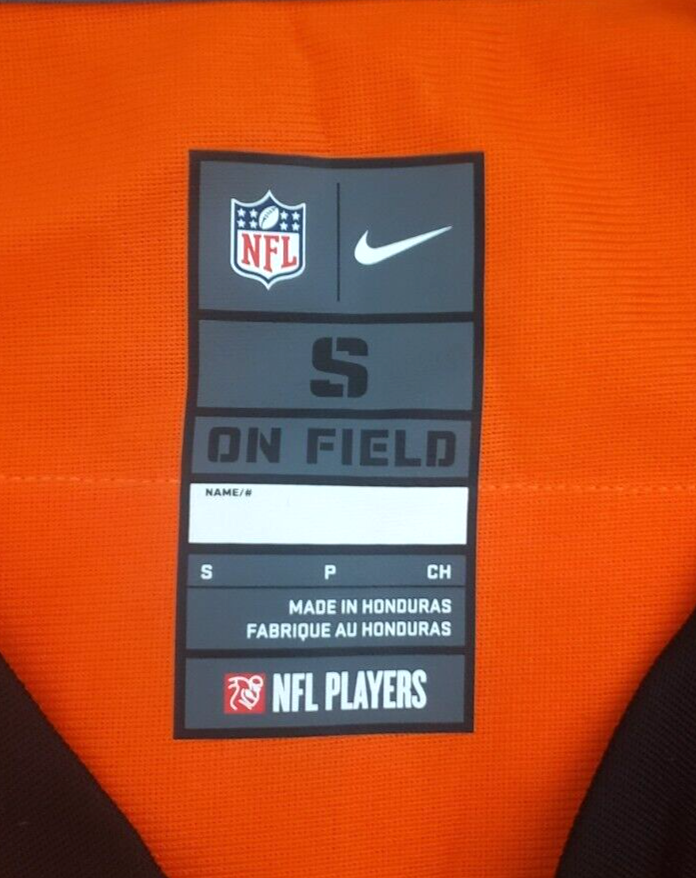 NFL
S
ON FIELD
NAME/#
S P CH
MADE IN HONDURAS
FABRIQUE AU HONDURAS
NFL PLAYERS